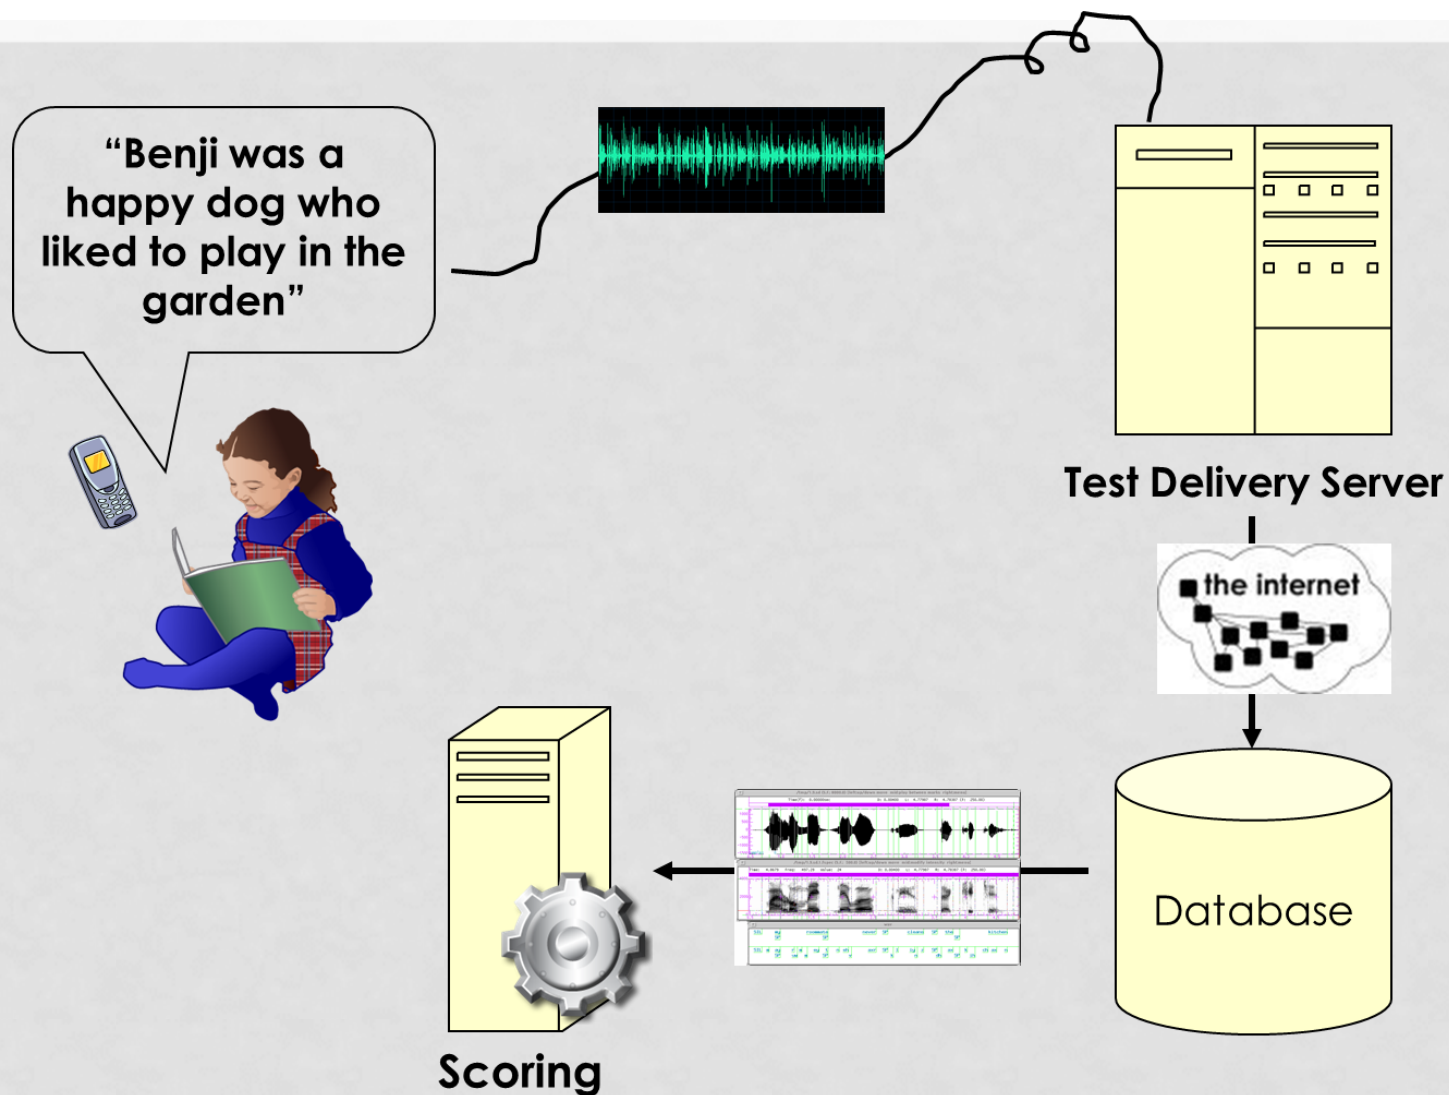 “Benji was a
happy dog who
liked to play in the
garden”
Test Delivery Server
the internet
Database
Scoring